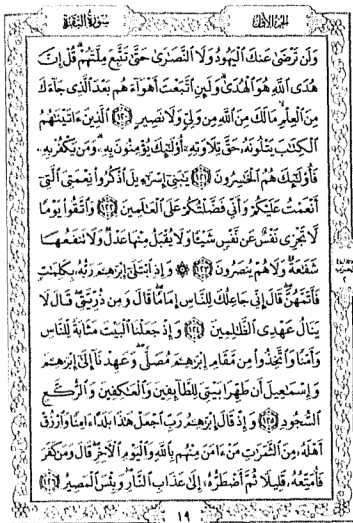 الجزء الأول
سورة البقرة
وَلَن تَرْضَىٰ عَنكَ ٱلْيَهُودُ وَلَا ٱلنَّصَٰرَىٰ حَتَّىٰ تَتَّبِعَ مِلَّتَهُمْ ۗ قُلْ إِنَّ
هُدَى ٱللَّهِ هُوَ ٱلْهُدَىٰ ۗ وَلَئِنِ ٱتَّبَعْتَ أَهْوَآءَهُم بَعْدَ ٱلَّذِى جَآءَكَ
مِنَ ٱلْعِلْمِ ۙ مَا لَكَ مِنَ ٱللَّهِ مِن وَلِىٍّ وَلَا نَصِيرٍ ١٢٠ ٱلَّذِينَ ءَاتَيْنَٰهُمُ
ٱلْكِتَٰبَ يَتْلُونَهُۥ حَقَّ تِلَاوَتِهِۦٓ أُو۟لَٰٓئِكَ يُؤْمِنُونَ بِهِۦ ۗ وَمَن يَكْفُرْ بِهِۦ
فَأُو۟لَٰٓئِكَ هُمُ ٱلْخَٰسِرُونَ ١٢١ يَٰبَنِىٓ إِسْرَٰٓءِيلَ ٱذْكُرُوا۟ نِعْمَتِىَ ٱلَّتِىٓ
أَنْعَمْتُ عَلَيْكُمْ وَأَنِّى فَضَّلْتُكُمْ عَلَى ٱلْعَٰلَمِينَ ١٢٢ وَٱتَّقُوا۟ يَوْمًا
لَّا تَجْزِى نَفْسٌ عَن نَّفْسٍ شَيْـًٔا وَلَا يُقْبَلُ مِنْهَا عَدْلٌ وَلَا تَنفَعُهَا
شَفَٰعَةٌ وَلَا هُمْ يُنصَرُونَ ١٢٣ ۞ وَإِذِ ٱبْتَلَىٰٓ إِبْرَٰهِۦمَ رَبُّهُۥ بِكَلِمَٰتٍ
فَأَتَمَّهُنَّ ۖ قَالَ إِنِّى جَاعِلُكَ لِلنَّاسِ إِمَامًا ۖ قَالَ وَمِن ذُرِّيَّتِى ۖ قَالَ لَا
يَنَالُ عَهْدِى ٱلظَّٰلِمِينَ ١٢٤ وَإِذْ جَعَلْنَا ٱلْبَيْتَ مَثَابَةً لِّلنَّاسِ
وَأَمْنًا وَٱتَّخِذُوا۟ مِن مَّقَامِ إِبْرَٰهِۦمَ مُصَلًّى ۖ وَعَهِدْنَآ إِلَىٰٓ إِبْرَٰهِۦمَ
وَإِسْمَٰعِيلَ أَن طَهِّرَا بَيْتِىَ لِلطَّآئِفِينَ وَٱلْعَٰكِفِينَ وَٱلرُّكَّعِ
ٱلسُّجُودِ ١٢٥ وَإِذْ قَالَ إِبْرَٰهِۦمُ رَبِّ ٱجْعَلْ هَٰذَا بَلَدًا ءَامِنًا وَٱرْزُقْ
أَهْلَهُۥ مِنَ ٱلثَّمَرَٰتِ مَنْ ءَامَنَ مِنْهُم بِٱللَّهِ وَٱلْيَوْمِ ٱلْءَاخِرِ ۖ قَالَ وَمَن كَفَرَ
فَأُمَتِّعُهُۥ قَلِيلًا ثُمَّ أَضْطَرُّهُۥٓ إِلَىٰ عَذَابِ ٱلنَّارِ ۖ وَبِئْسَ ٱلْمَصِيرُ ١٢٦
١٩